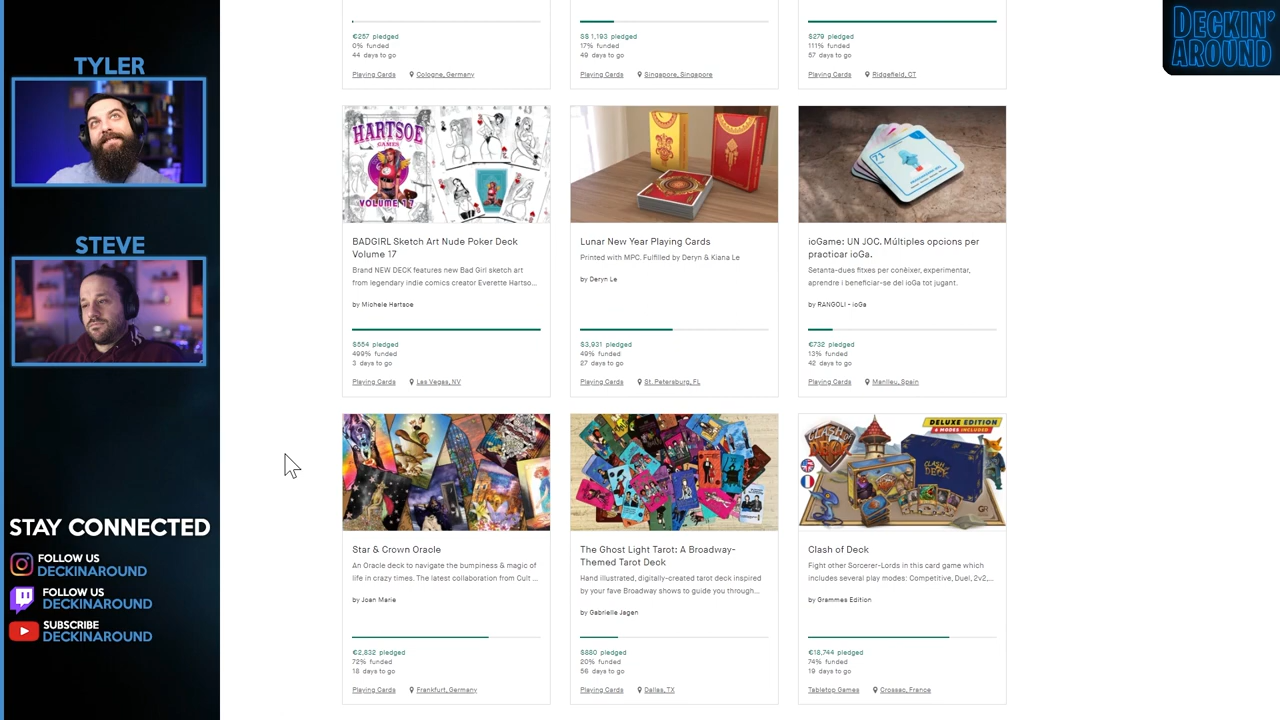 TYLER
STEVE
STAY CONNECTED
FOLLOW US
DECKINAROUND
FOLLOW US
DECKINAROUND
SUBSCRIBE
DECKINAROUND
DECKIN'
AROUND
€257 pledged
0% funded
44 days to go
Playing Cards
Cologne, Germany
S$ 1,193 pledged
17% funded
49 days to go
Playing Cards
Singapore, Singapore
$279 pledged
111% funded
57 days to go
Playing Cards
Ridgefield, CT
HARTSOE
GAMES
VOLUME 17
BADGIRL Sketch Art Nude Poker Deck
Volume 17
Brand NEW DECK features new Bad Girl sketch art
from legendary indie comics creator Everette Hartso...
by Michele Hartsoe
$554 pledged
499% funded
3 days to go
Playing Cards
Las Vegas, NV
Lunar New Year Playing Cards
Printed with MPC. Fulfilled by Deryn & Kiana Le
by Deryn Le
$3,931 pledged
49% funded
27 days to go
Playing Cards
St. Petersburg, FL
71
ioGame: UN JOC. Múltiples opcions per
practicar ioGa.
Setanta-dues fitxes per conèixer, experimentar,
aprendre i beneficiar-se del ioGa tot jugant.
by RANGOLI - ioGa
€732 pledged
13% funded
42 days to go
Playing Cards
Manlleu, Spain
Star & Crown Oracle
An Oracle deck to navigate the bumpiness & magic of
life in crazy times. The latest collaboration from Cult ...
by Joan Marie
€2,832 pledged
72% funded
18 days to go
Playing Cards
Frankfurt, Germany
The Ghost Light Tarot: A Broadway-
Themed Tarot Deck
Hand illustrated, digitally-created tarot deck inspired
by your fave Broadway shows to guide you through...
by Gabrielle Jagen
$880 pledged
20% funded
56 days to go
Playing Cards
Dallas, TX
CLASH OF
DECK
DELUXE EDITION
6 MODES INCLUDED
CLASH
DECK
Clash of Deck
Fight other Sorcerer-Lords in this card game which
includes several play modes: Competitive, Duel, 2v2,...
by Grammes Edition
€18,744 pledged
74% funded
19 days to go
Tabletop Games
Crossac, France